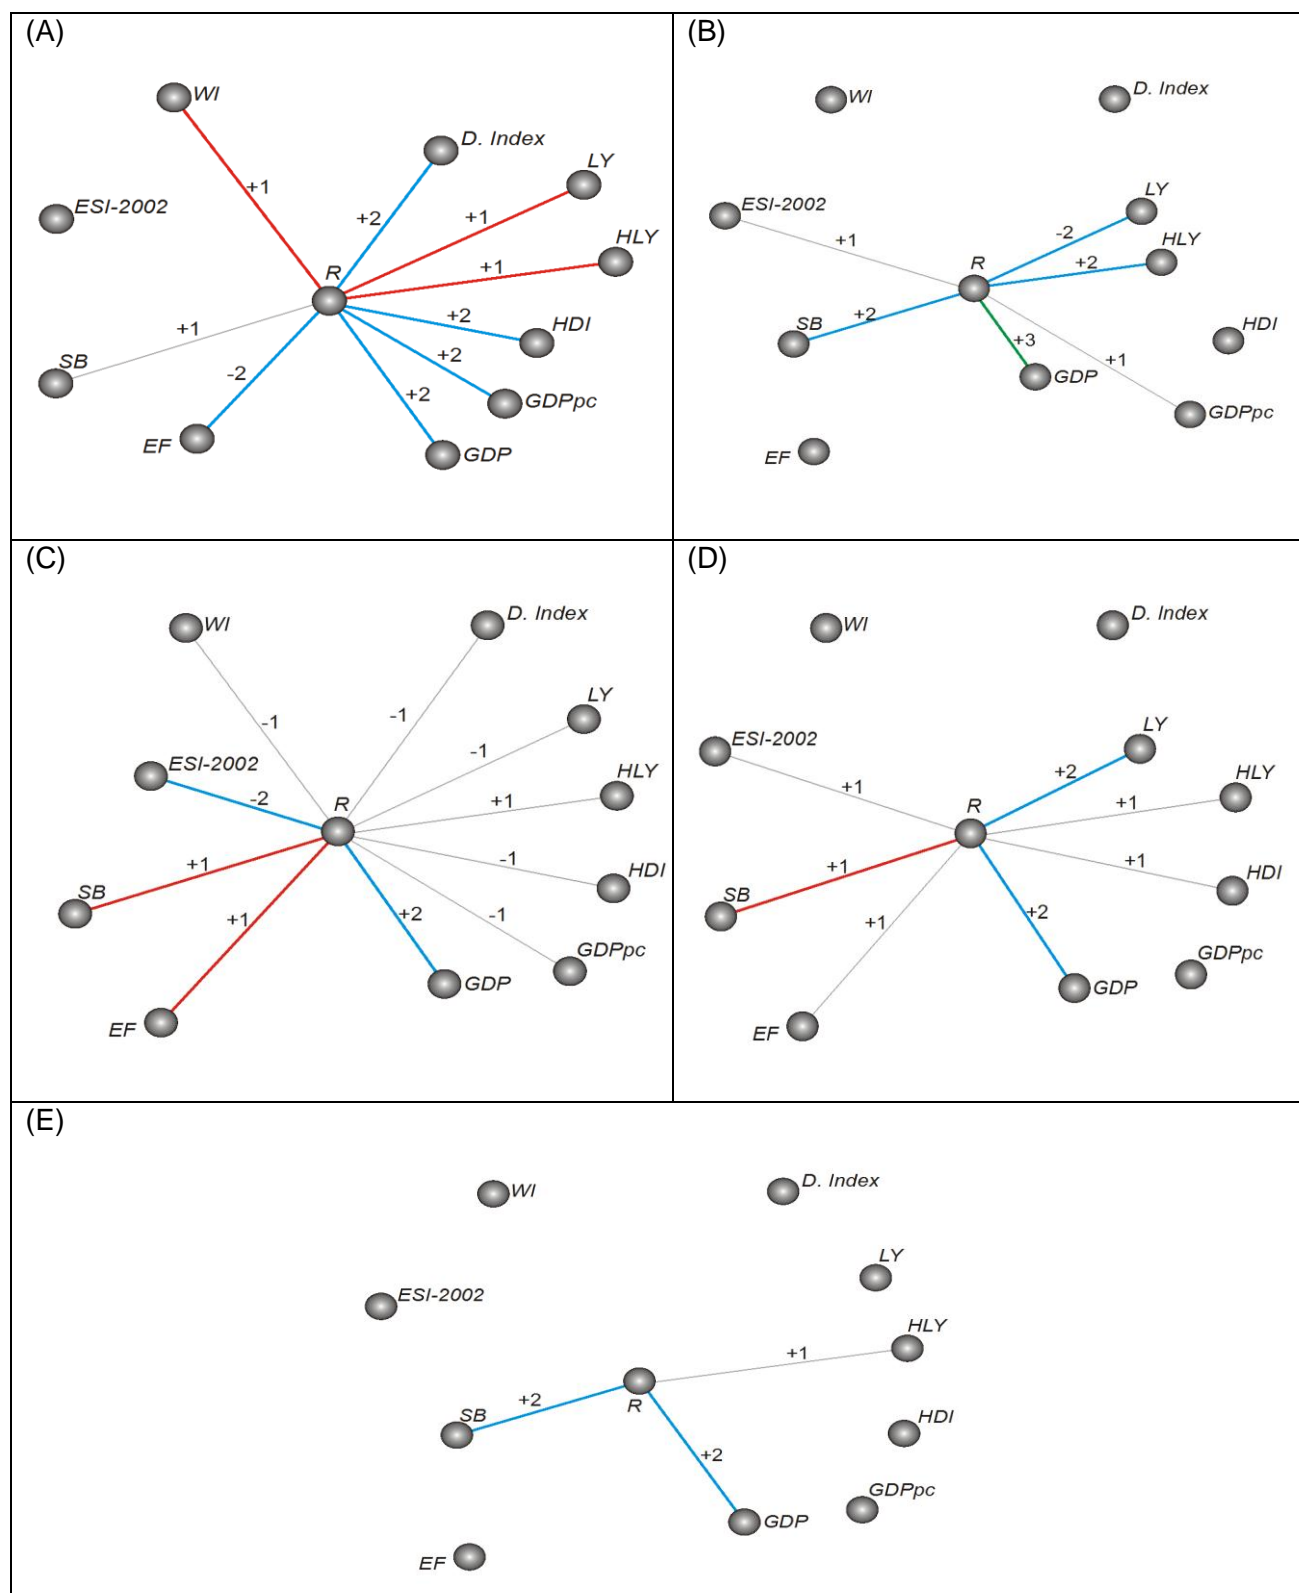 (A)
WI
D. Index
LY
+1
ESI-2002
+2
+1
HLY
+1
R
+1
+2
HDI
SB
-2
+2
+2
GDPpc
EF
GDP
(B)
WI
D. Index
LY
ESI-2002
+1
-2
HLY
R
+2
SB
+2
+3
HDI
+1
GDP
GDPpc
EF
(C)
WI
D. Index
-1
-1
LY
-1
ESI-2002
-2
HLY
R
+1
+1
-1
HDI
SB
+1
+2
-1
GDPpc
GDP
EF
(D)
WI
D. Index
LY
ESI-2002
+2
HLY
+1
R
+1
+1
+1
HDI
SB
+1
+2
GDPpc
GDP
EF
(E)
WI
D. Index
LY
ESI-2002
HLY
+1
+2
R
SB
HDI
+2
GDPpc
GDP
EF